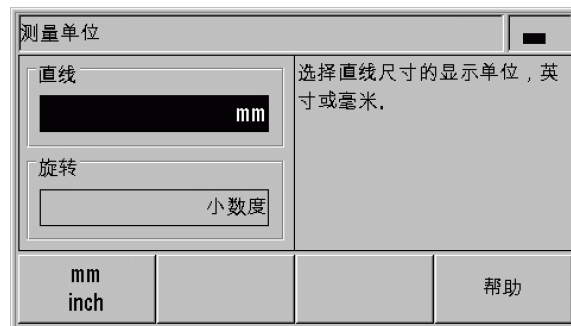 测量单位
直线
mm
旋转
小数度
选择直线尺寸的显示单位，英
寸或毫米.
mm
inch
帮助